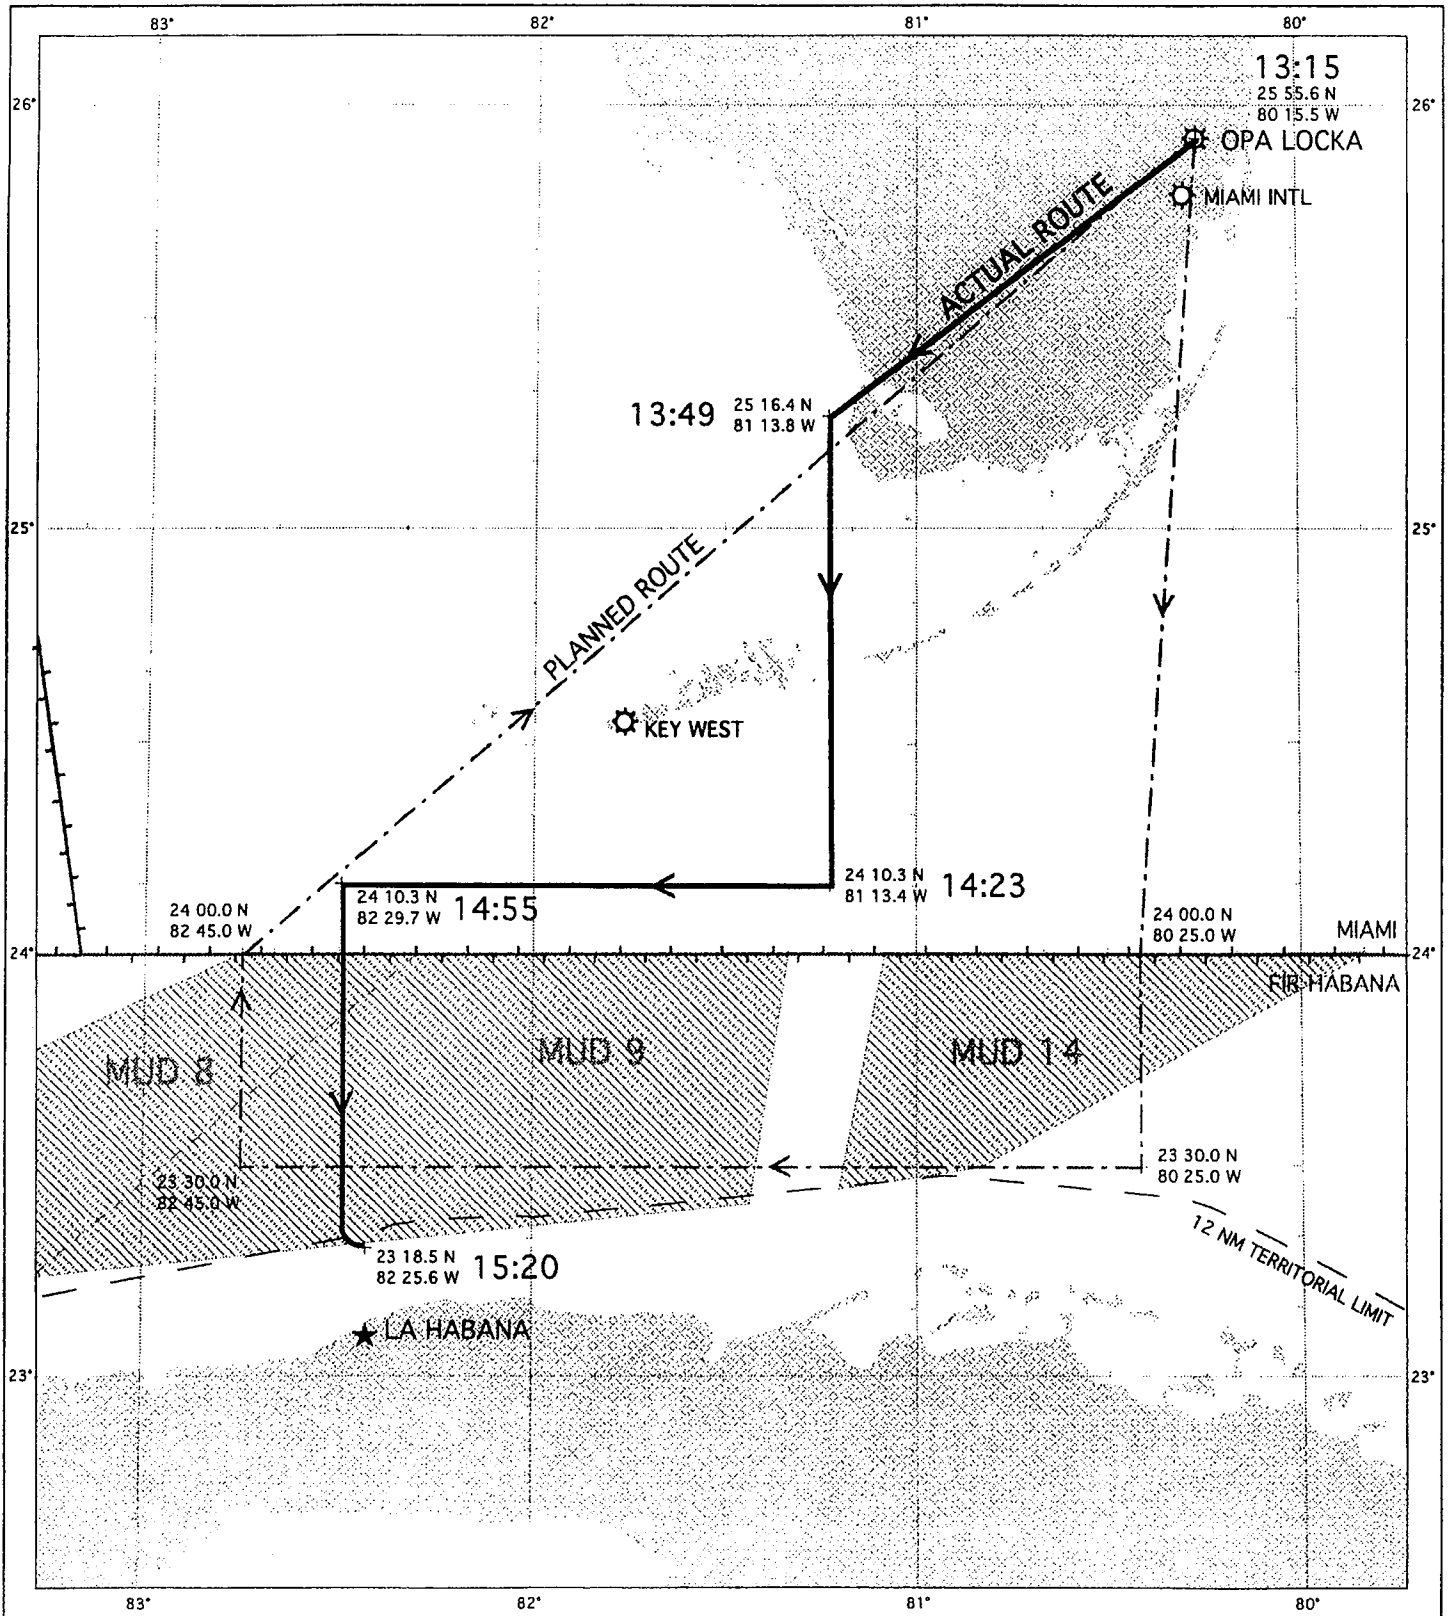 83° 82° 81° 80°
13:15
25 55.6 N
80 15.5 W
26° 26°
OPA LOCKA
MIAMI INTL
ACTUAL ROUTE
13:49
25 16.4 N
81 13.8 W
25° 25°
PLANNED ROUTE
KEY WEST
24 10.3 N
81 13.4 W
14:23
24 10.3 N
82 29.7 W
14:55
24 00.0 N
82 45.0 W
24 00.0 N
80 25.0 W
MIAMI
24° 24°
FIR HABANA
MUD 8
MUD 9
MUD 14
23 30.0 N
82 45.0 W
23 30.0 N
80 25.0 W
12 NM TERRITORIAL LIMIT
23 18.5 N
82 25.6 W
15:20
LA HABANA
23° 23°
83° 82° 81° 80°